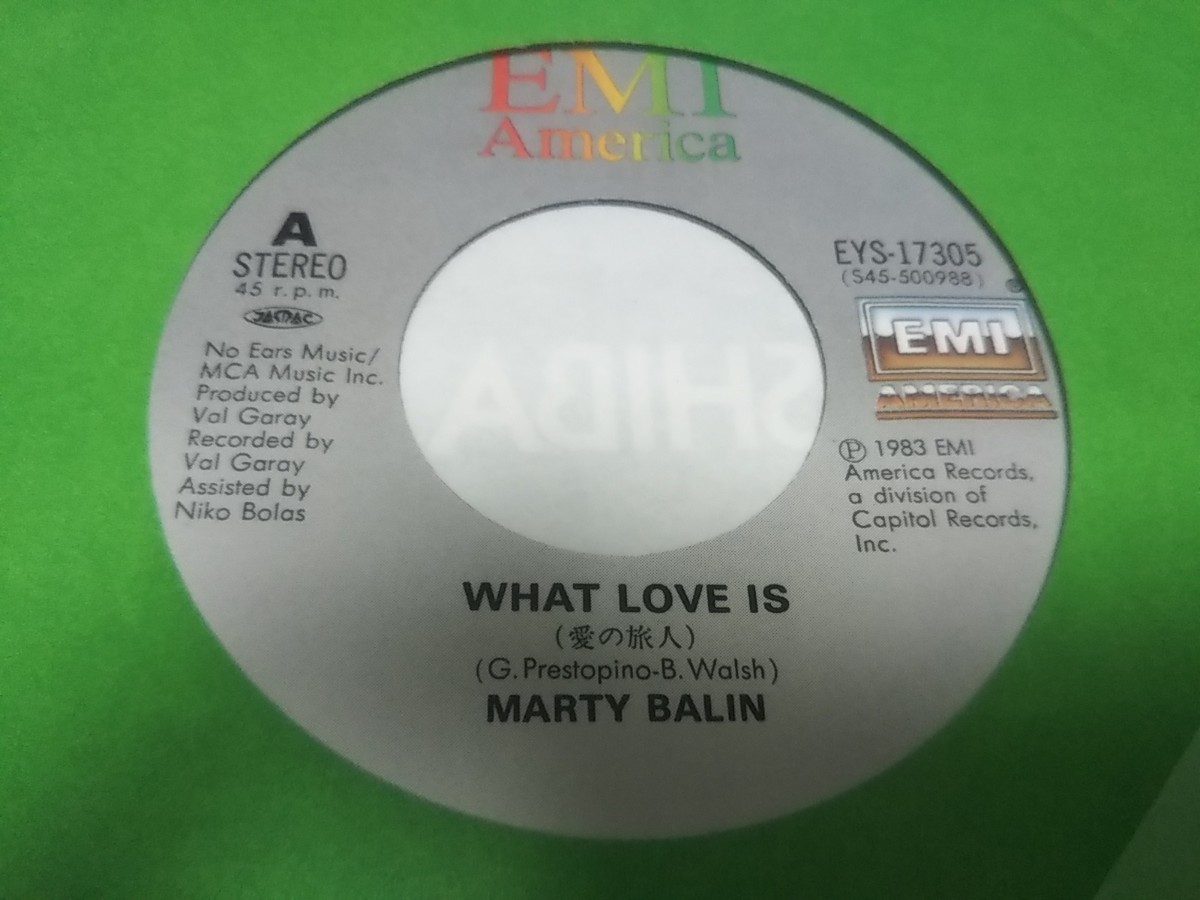 EMI
America
A
STEREO
45 r.p.m.
JASRAC
No Ears Music/
MCA Music Inc.
Produced by
Val Garay
Recorded by
Val Garay
Assisted by
Niko Bolas
EYS-17305
(S45-500988)
®
EMI
AMERICA
Ⓟ 1983 EMI
America Records,
a division of
Capitol Records,
Inc.
SHIBA
WHAT LOVE IS
(愛の旅人)
(G.Prestopino-B.Walsh)
MARTY BALIN